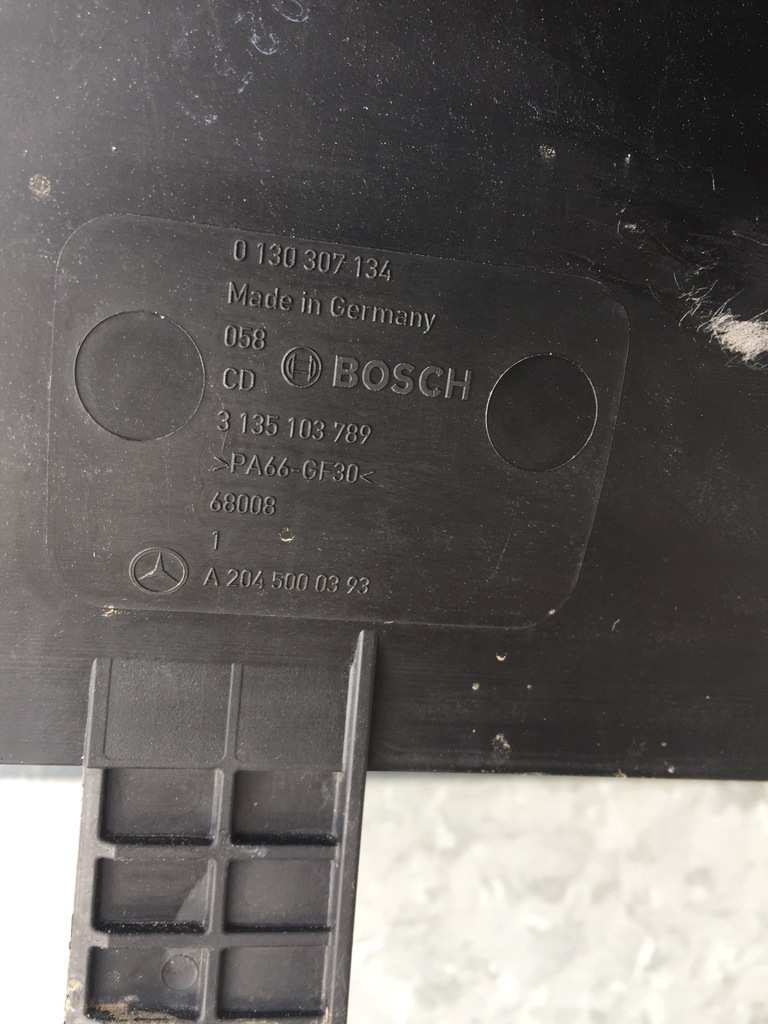 0 130 307 134
Made in Germany
058
CD BOSCH
3 135 103 789
>PA66-GF30<
68008
1
A 204 500 03 93